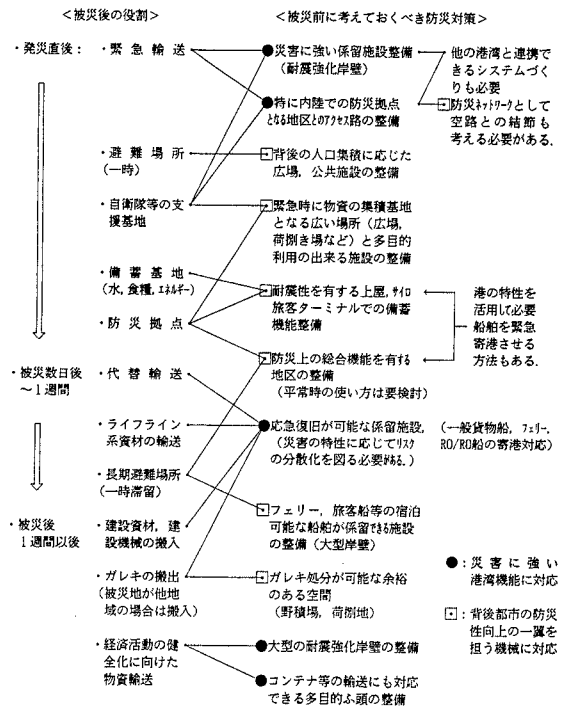 <被災後の役割>
<被災前に考えておくべき防災対策>
・発災直後：
・緊急輸送
●災害に強い係留施設整備
(耐震強化岸壁)
他の港湾と連携で
きるシステムづく
りも必要
●特に内陸での防災拠点
となる地区とのアクセス路の整備
⊡防災ネットワークとして
空路との結節も
考える必要がある.
・避難場所
(一時)
⊡背後の人口集積に応じた
広場，公共施設の整備
・自衛隊等の支
援基地
⊡緊急時に物資の集積基地
となる広い場所（広場，
荷捌き場など）と多目的
利用の出来る施設の整備
・備蓄基地
(水,食糧,エネルギー)
⊡耐震性を有する上屋,サイロ
旅客ターミナルでの備蓄
機能整備
港の特性を
活用して必要
船舶を緊急
寄港させる
方法もある.
・防災拠点
⊡防災上の総合機能を有する
地区の整備
(平常時の使い方は要検討)
・被災数日後
～1週間
・代替輸送
・ライフライン
系資材の輸送
●応急復旧が可能な係留施設,
(災害の特性に応じてリスク
の分散化を図る必要がある.)
(一般貨物船，フェリー,
RO/RO船の寄港対応)
・長期避難場所
(一時滞留)
⊡フェリー，旅客船等の宿泊
可能な船舶が係留できる施設
の整備（大型岸壁）
・被災後
1週間以後
・建設資材，建
設機械の搬入
・ガレキの搬出
(被災地が他地
域の場合は搬入)
⊡ガレキ処分が可能な余裕
のある空間
(野積場，荷捌地)
・経済活動の健
全化に向けた
物資輸送
●大型の耐震強化岸壁の整備
●コンテナ等の輸送にも対応
できる多目的ふ頭の整備
●：災害に強い
港湾機能に対応
⊡：背後都市の防災
性向上の一翼を
担う機械に対応